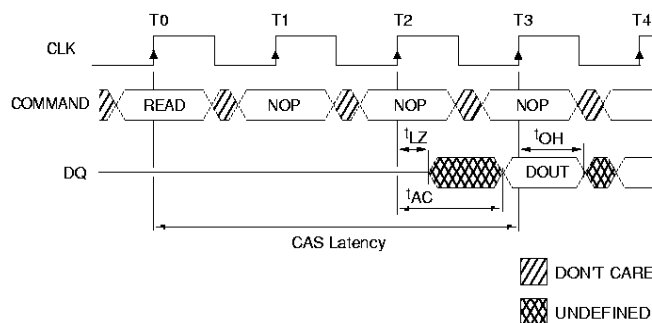 T0 T1 T2 T3 T4
CLK
COMMAND READ NOP NOP NOP
tLZ tOH
DQ DOUT
tAC
CAS Latency
DON'T CARE
UNDEFINED